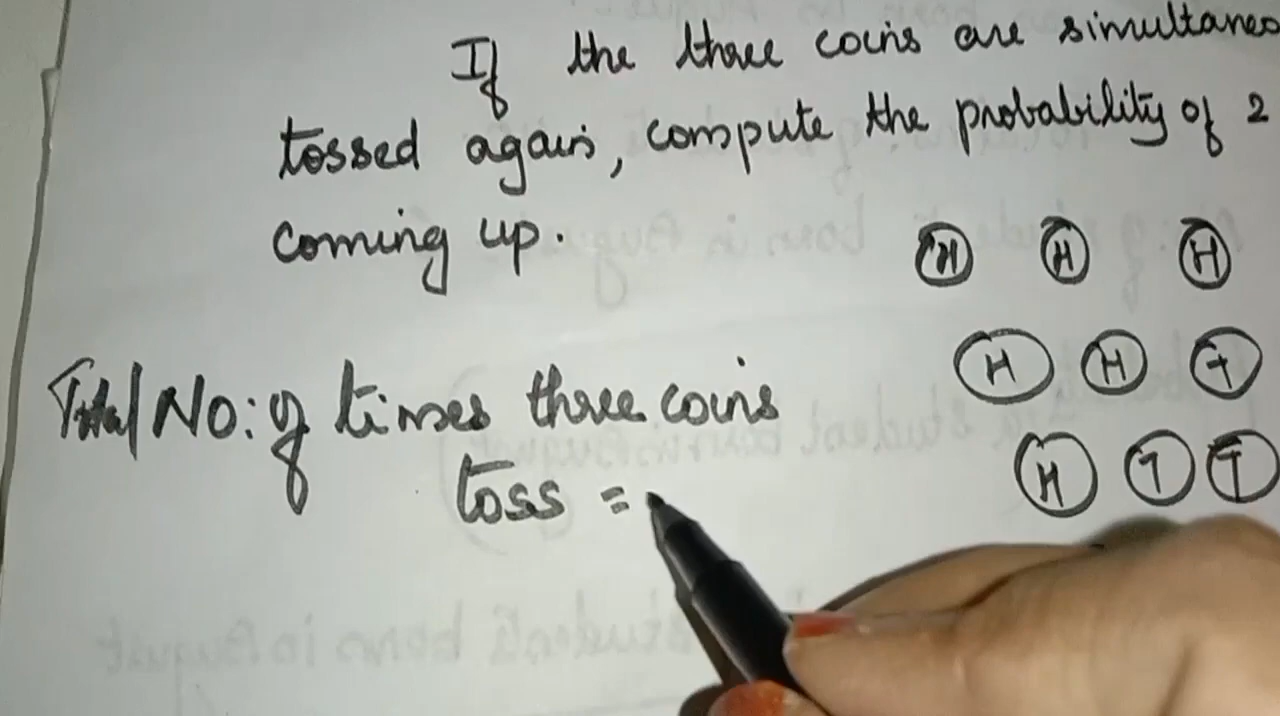 If the three coins are simultaneo
tossed again, compute the probability of 2
coming up.
H H H
H H T
H T T
Total No: of times three coins
toss =